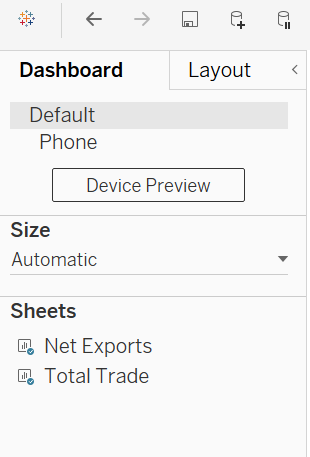 Dashboard Layout
Default
Phone
Device Preview
Size
Automatic
Sheets
Net Exports
Total Trade